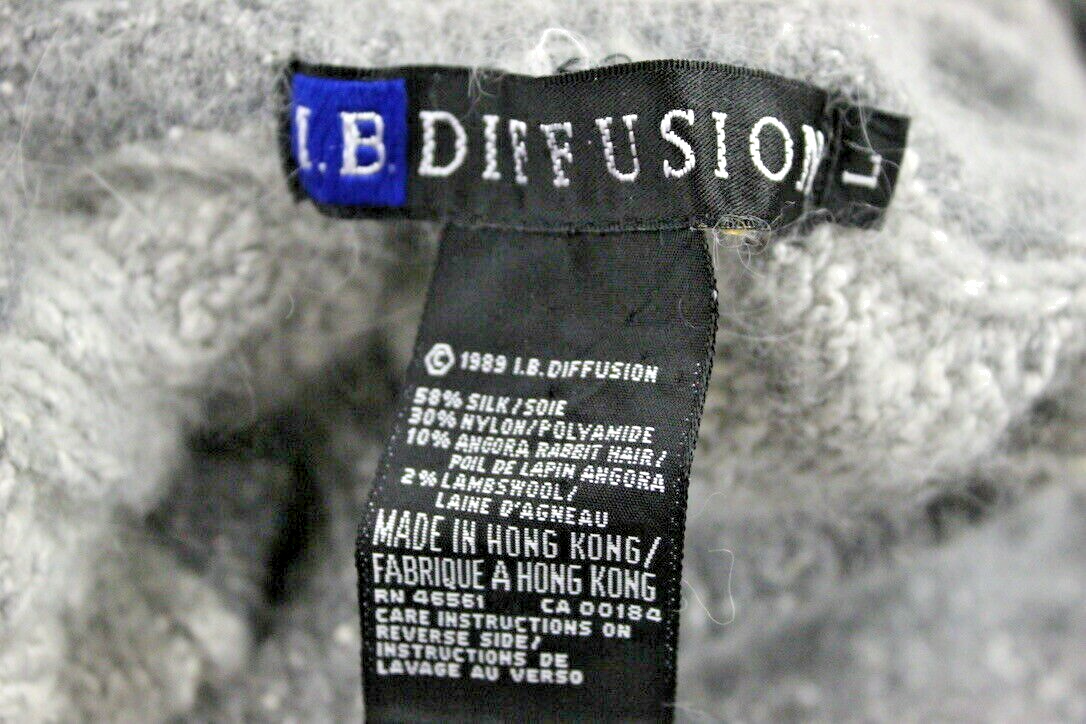 I.B. DIFFUSION
L
© 1989 I.B. DIFFUSION
58% SILK/SOIE
30% NYLON/POLYAMIDE
10% ANGORA RABBIT HAIR/
POIL DE LAPIN ANGORA
2% LAMBSWOOL/
LAINE D'AGNEAU
MADE IN HONG KONG/
FABRIQUE A HONG KONG
RN 46561 CA 00184
CARE INSTRUCTIONS ON
REVERSE SIDE/
INSTRUCTIONS DE
LAVAGE AU VERSO